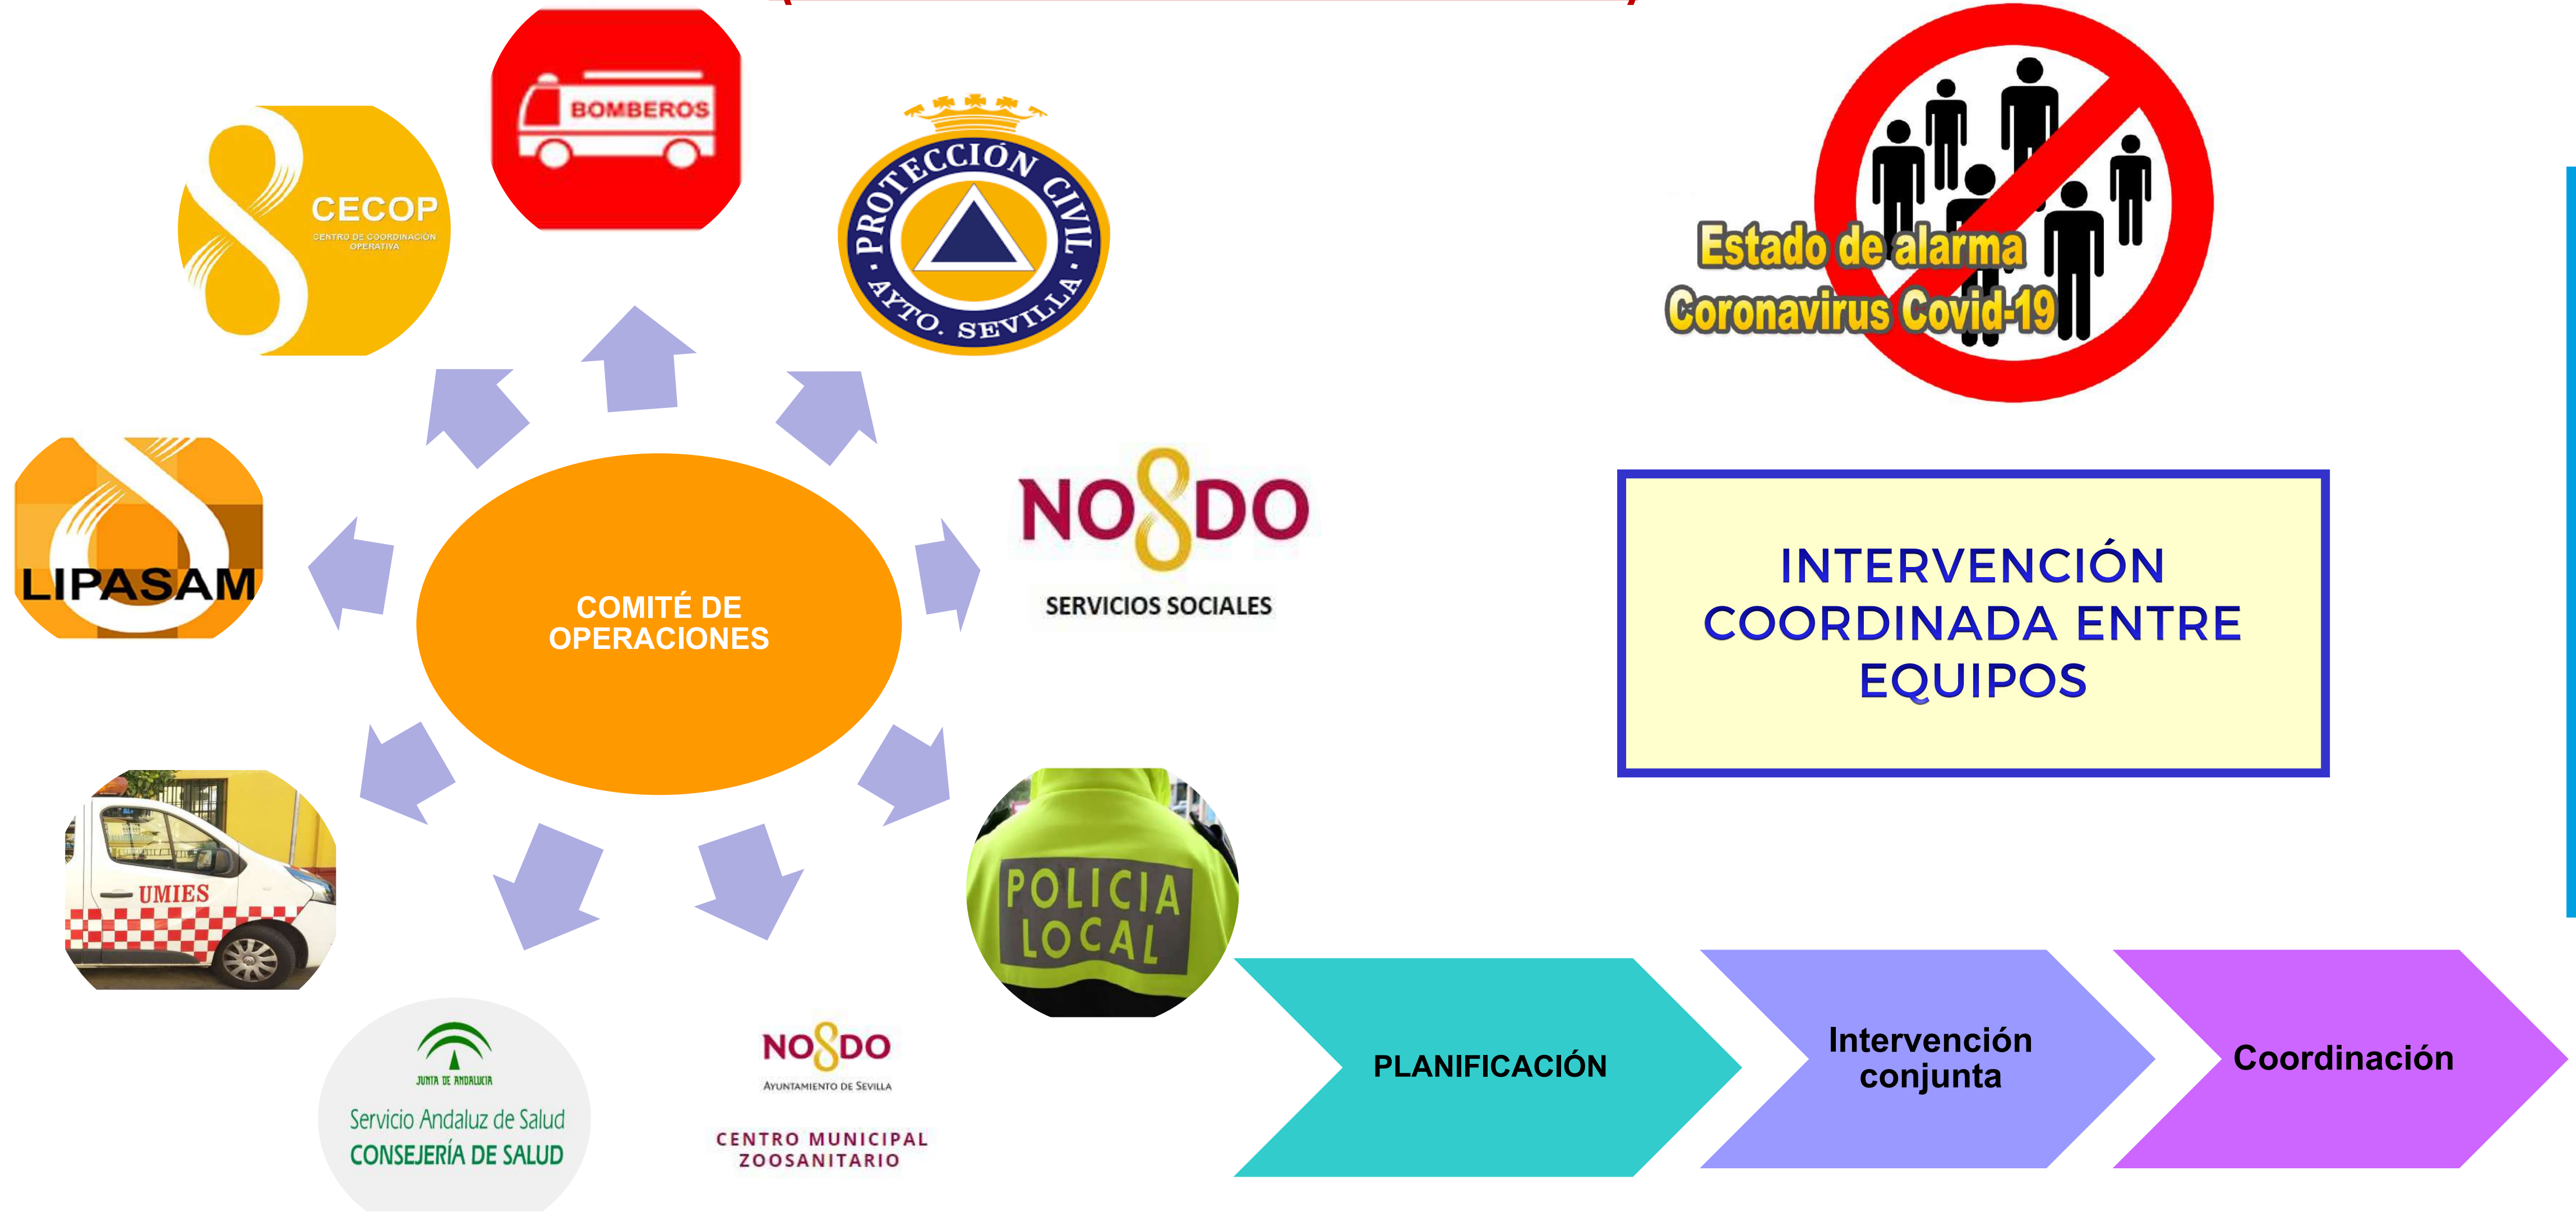 BOMBEROS
CECOP
CENTRO DE COORDINACIÓN
OPERATIVA
· PROTECCIÓN CIVIL ·
AYTO. SEVILLA
Estado de alarma
Coronavirus Covid-19
LIPASAM
NO8DO
SERVICIOS SOCIALES
COMITÉ DE
OPERACIONES
INTERVENCIÓN
COORDINADA ENTRE
EQUIPOS
UMIES
POLICIA
LOCAL
JUNTA DE ANDALUCIA
Servicio Andaluz de Salud
CONSEJERÍA DE SALUD
NO8DO
AYUNTAMIENTO DE SEVILLA
CENTRO MUNICIPAL
ZOOSANITARIO
PLANIFICACIÓN
Intervención
conjunta
Coordinación